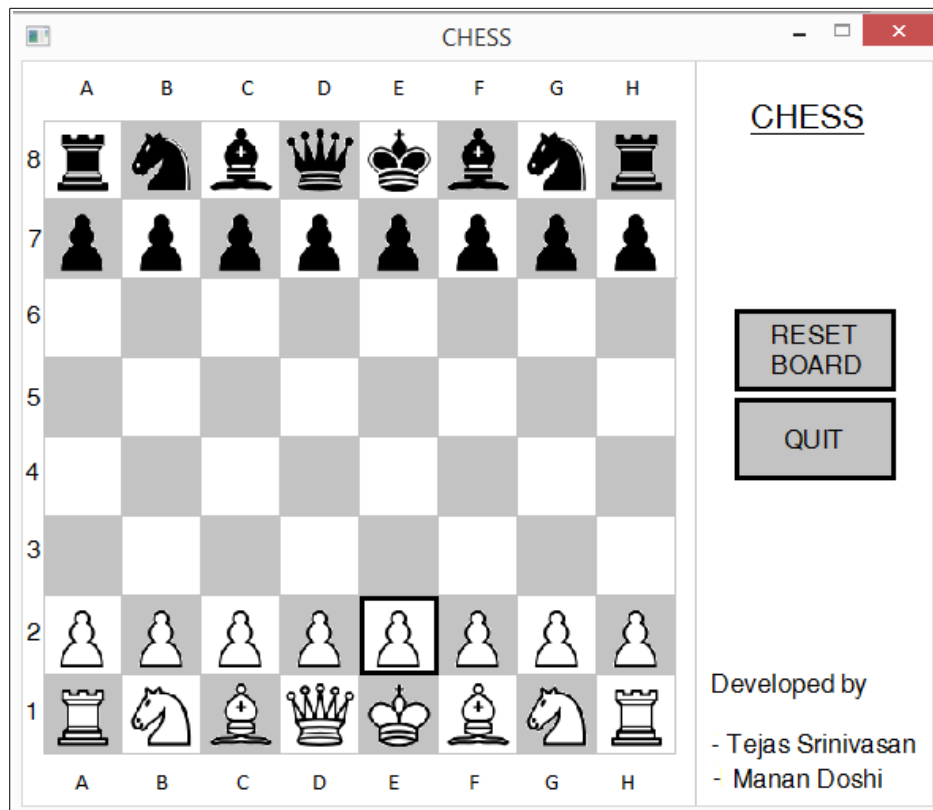 CHESS
A B C D E F G H
CHESS
8
7
6
RESET
BOARD
5
QUIT
4
3
2
1
A B C D E F G H
Developed by
- Tejas Srinivasan
- Manan Doshi